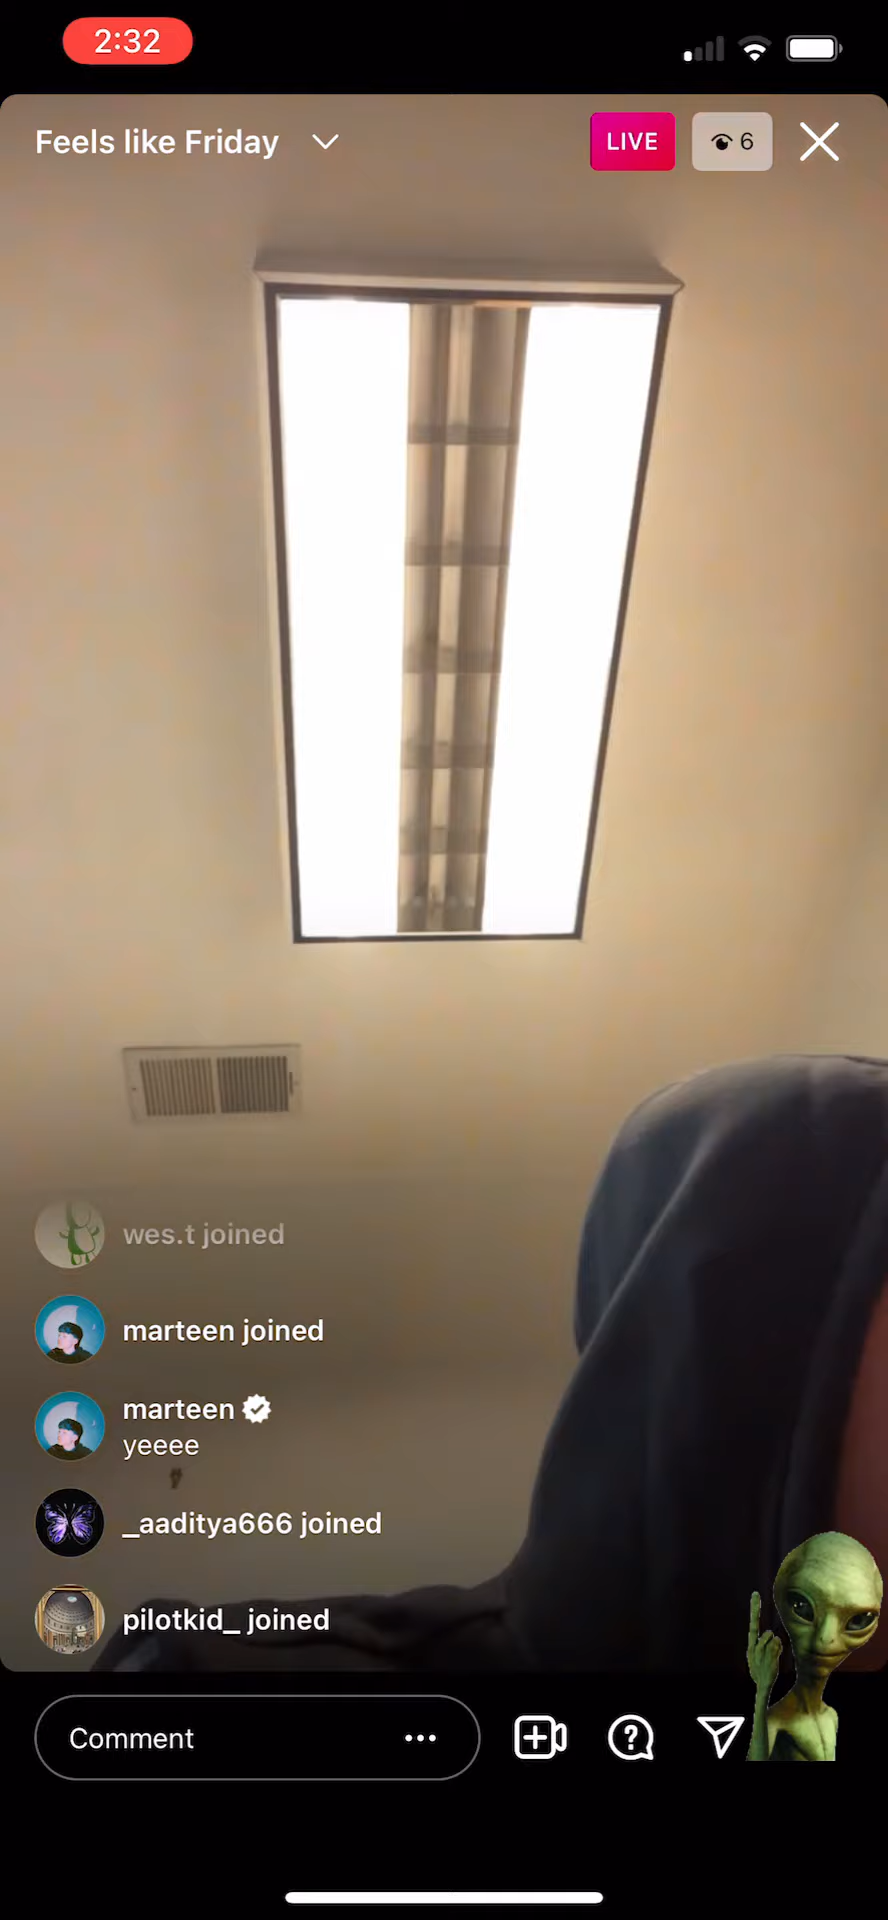 2:32
Feels like Friday
LIVE
6
wes.t joined
marteen joined
marteen
yeeee
_aaditya666 joined
pilotkid_ joined
Comment